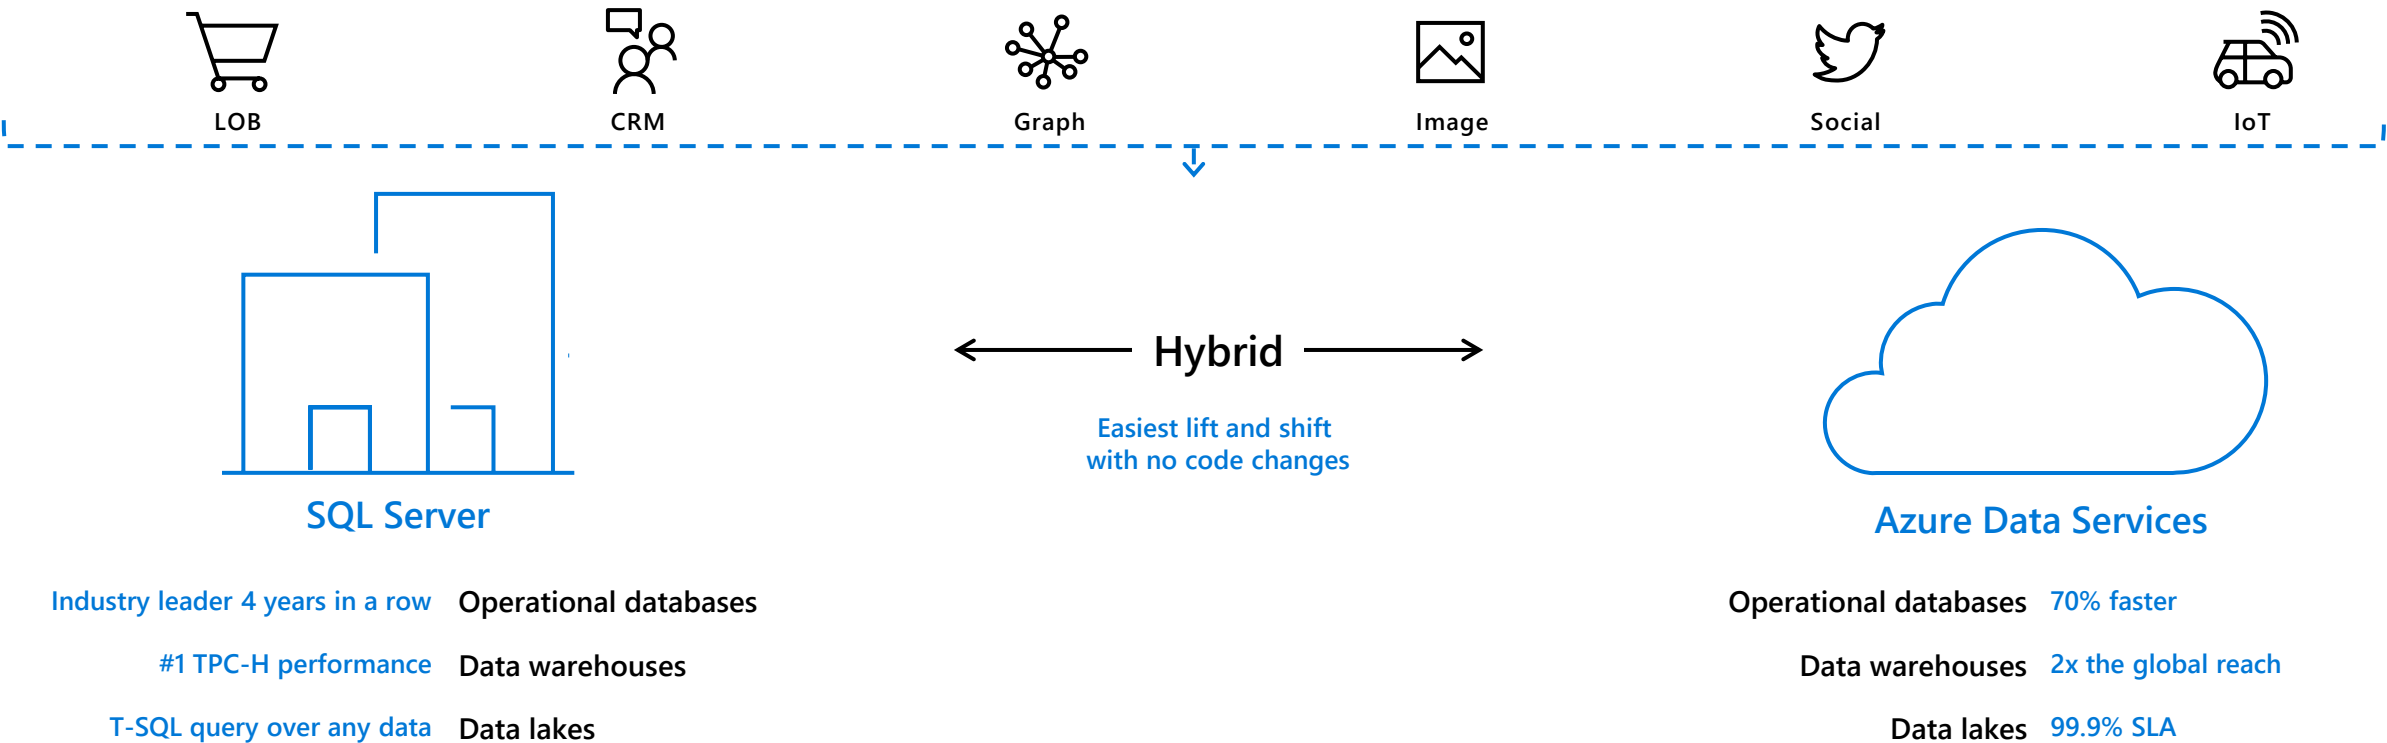 LOB
CRM
Graph
Image
Social
IoT
Hybrid
Easiest lift and shift
with no code changes
SQL Server
Azure Data Services
Industry leader 4 years in a row Operational databases
#1 TPC-H performance Data warehouses
T-SQL query over any data Data lakes
Operational databases 70% faster
Data warehouses 2x the global reach
Data lakes 99.9% SLA